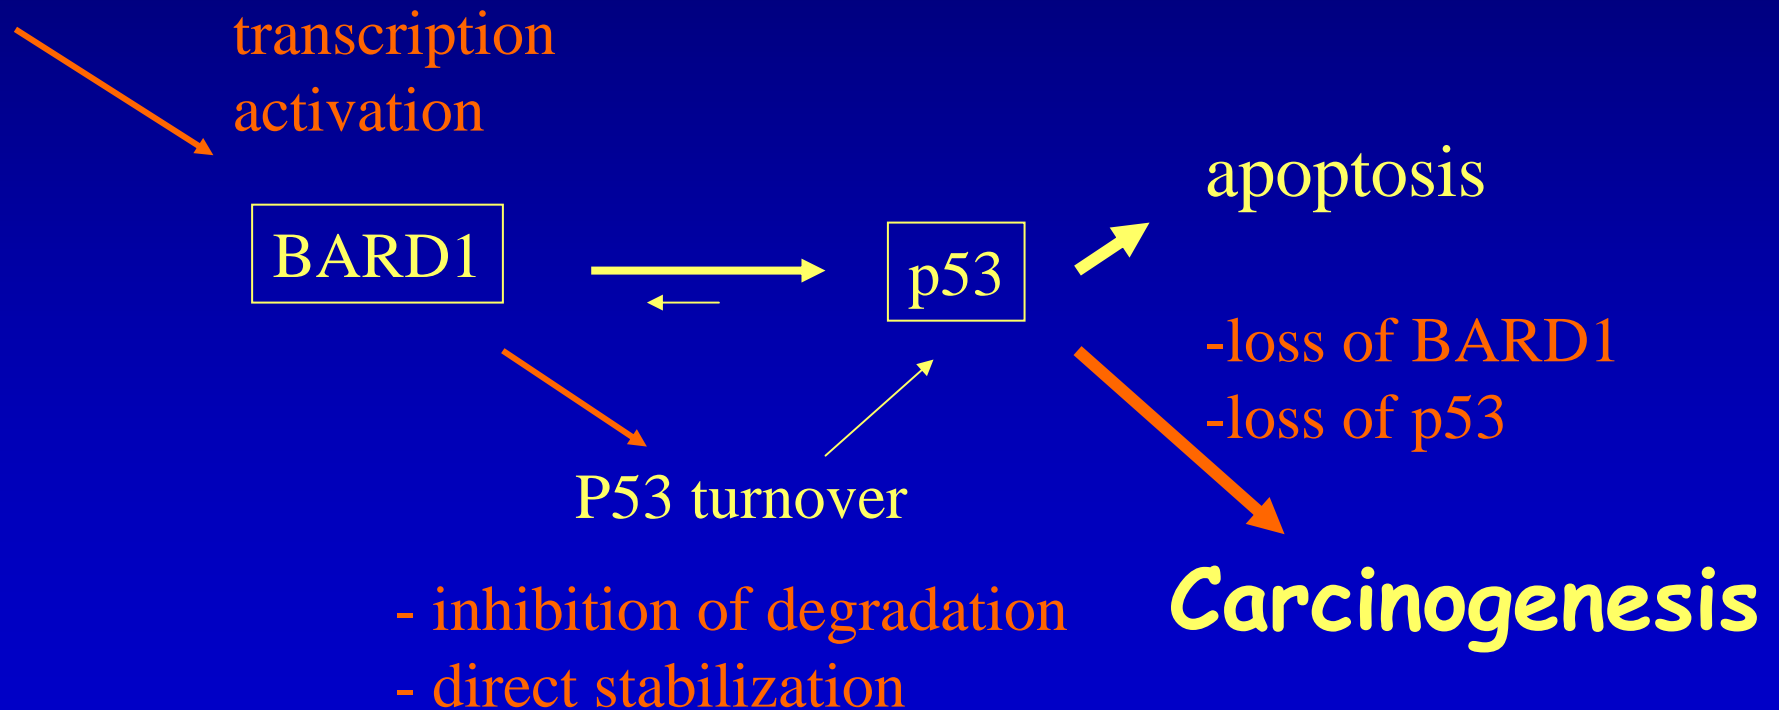 transcription
activation
apoptosis
BARD1
p53
-loss of BARD1
-loss of p53
P53 turnover
- inhibition of degradation
- direct stabilization
Carcinogenesis